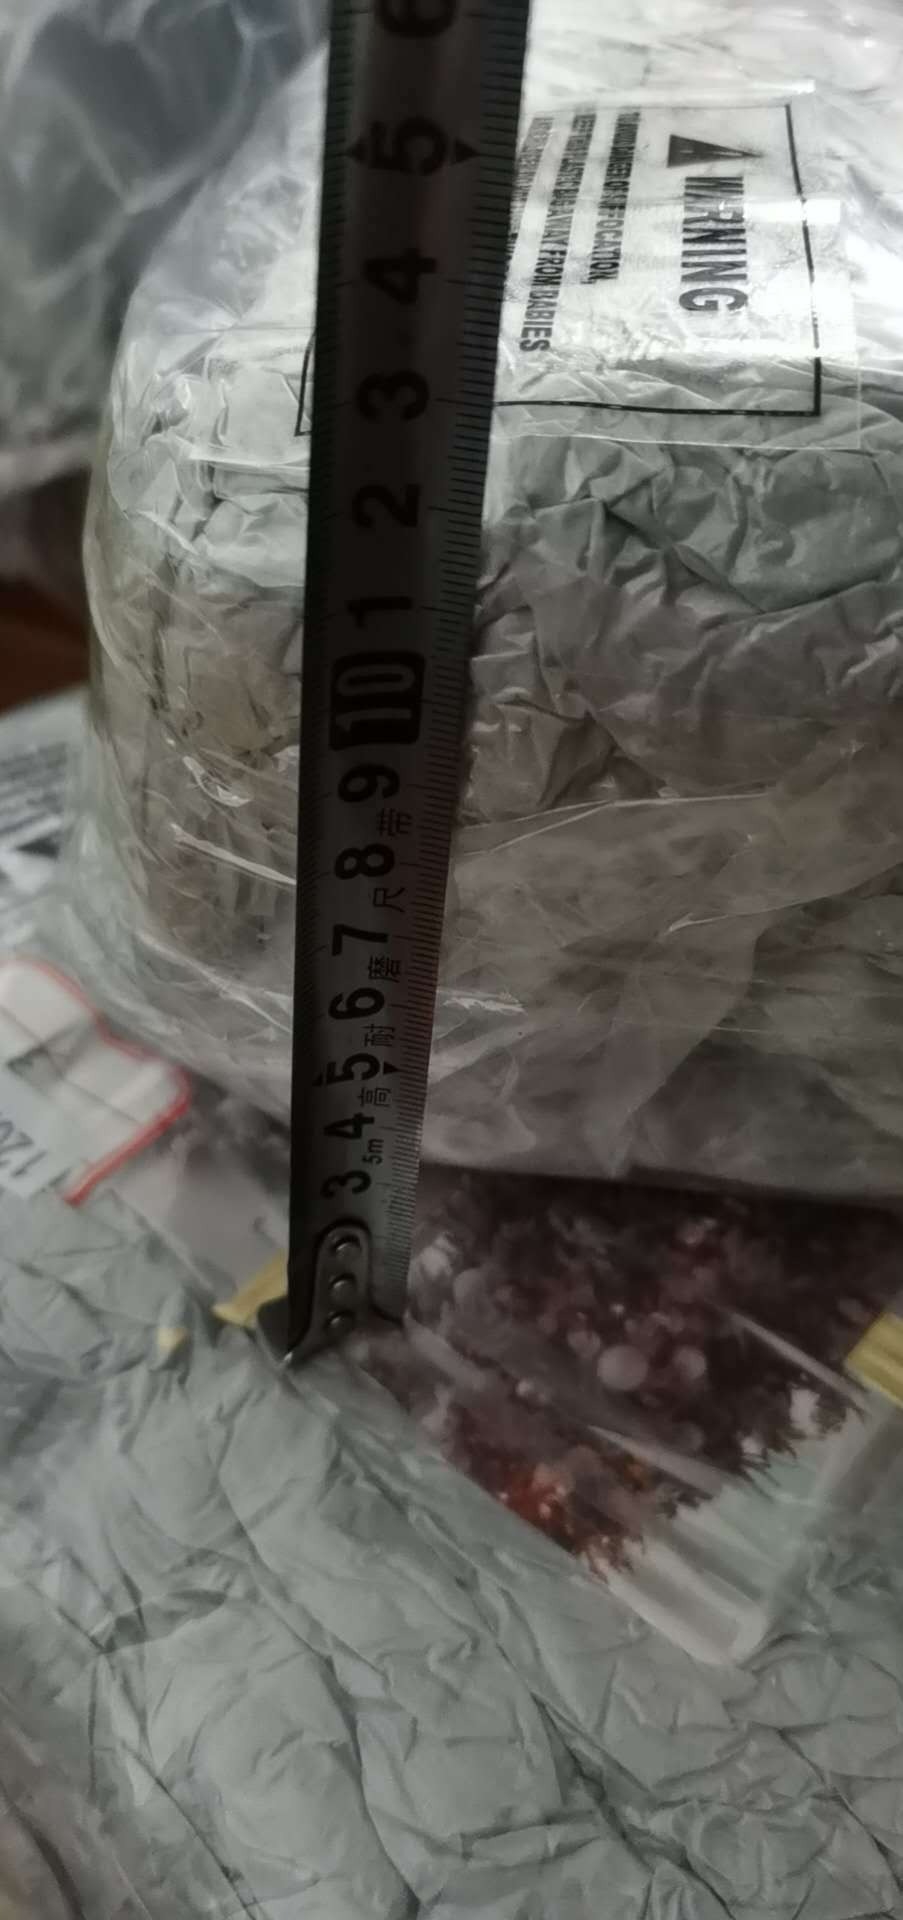 6
5
4
3
2
1
10
9
8
7
6
5
4
3
5m
高耐磨尺带
WARNING
TO AVOID DANGER OF SUFFOCATION,
KEEP THIS PLASTIC BAG AWAY FROM BABIES